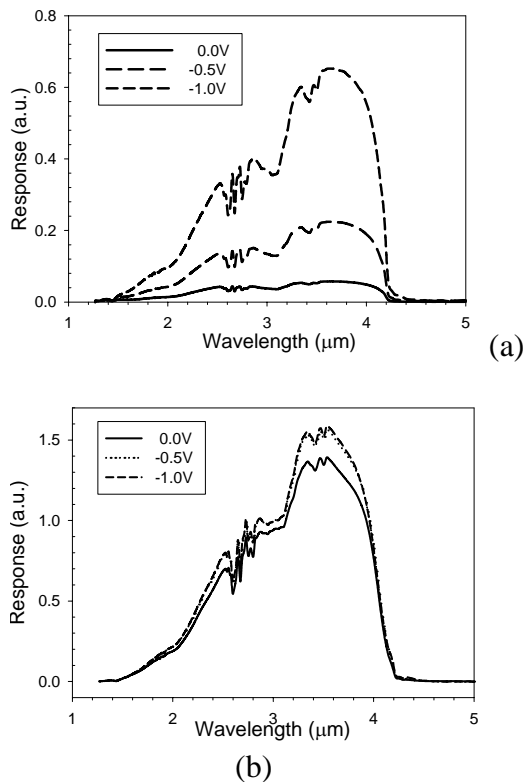 0.8
0.6
0.4
0.2
0.0
Response (a.u.)
0.0V
-0.5V
-1.0V
1 2 3 4 5
Wavelength (μm)
(a)
1.5
1.0
0.5
0.0
Response (a.u.)
0.0V
-0.5V
-1.0V
1 2 3 4 5
Wavelength (μm)
(b)